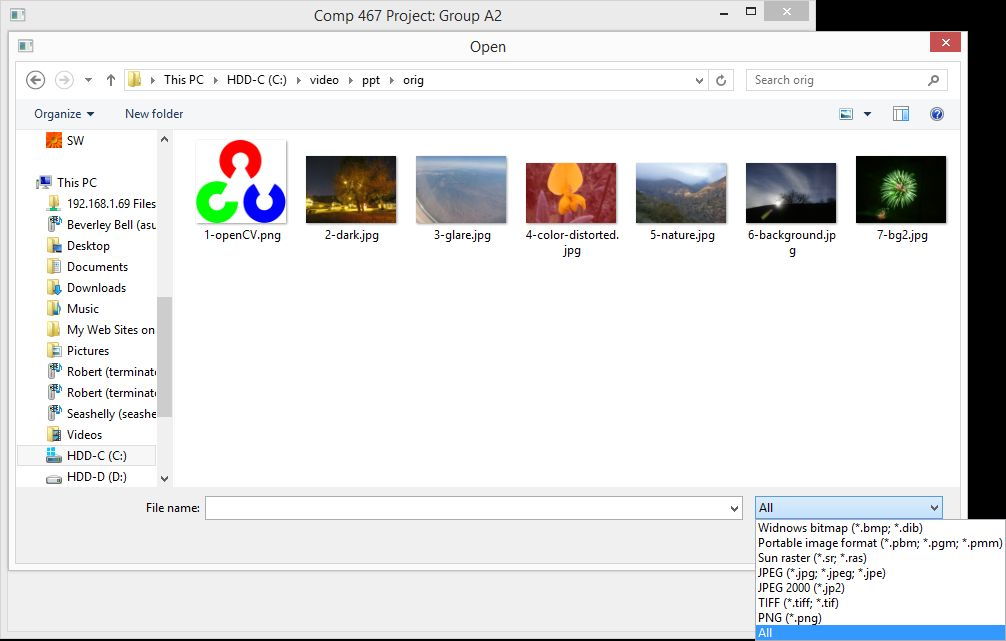 Comp 467 Project: Group A2
Open
This PC HDD-C (C:) video ppt orig
Search orig
Organize
New folder
SW
This PC
192.168.1.69 Files
Beverley Bell (asu
Desktop
Documents
Downloads
Music
My Web Sites on
Pictures
Robert (terminato
Robert (terminato
Seashelly (seashe
Videos
HDD-C (C:)
HDD-D (D:)
1-openCV.png
2-dark.jpg
3-glare.jpg
4-color-distorted.
jpg
5-nature.jpg
6-background.jp
g
7-bg2.jpg
File name:
All
Widnows bitmap (*.bmp; *.dib)
Portable image format (*.pbm; *.pgm; *.pmm)
Sun raster (*.sr; *.ras)
JPEG (*.jpg; *.jpeg; *.jpe)
JPEG 2000 (*.jp2)
TIFF (*.tiff; *.tif)
PNG (*.png)
All